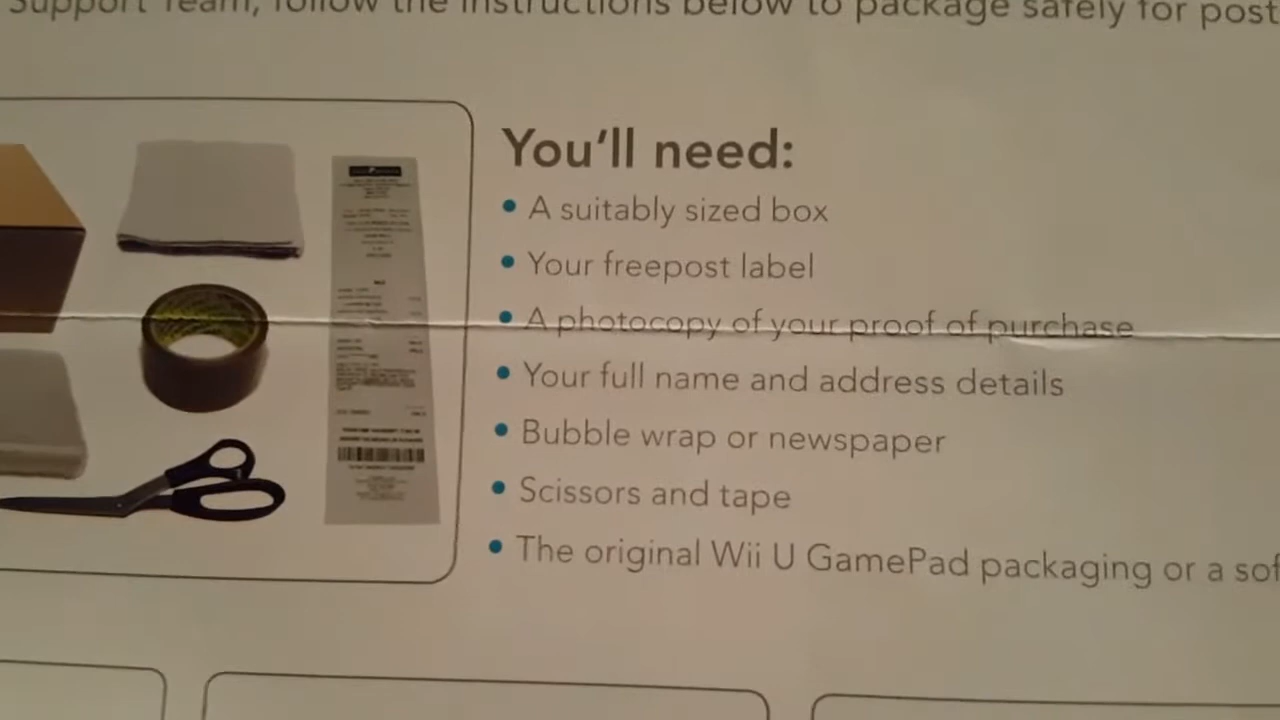 Support Team, follow the instructions below to package safely for post
You'll need:
• A suitably sized box
• Your freepost label
• A photocopy of your proof of purchase
• Your full name and address details
• Bubble wrap or newspaper
• Scissors and tape
• The original Wii U GamePad packaging or a sof